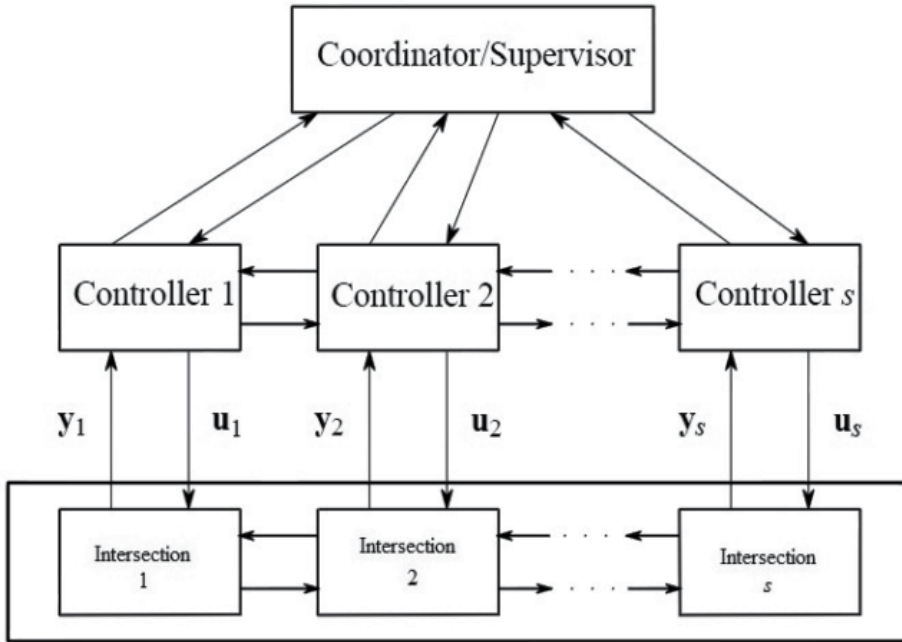 Coordinator/Supervisor
Controller 1
Controller 2
. . . .
Controller s
. . . .
y₁
u₁
y₂
u₂
yₛ
uₛ
Intersection
1
Intersection
2
. . . .
Intersection
s
. . . .